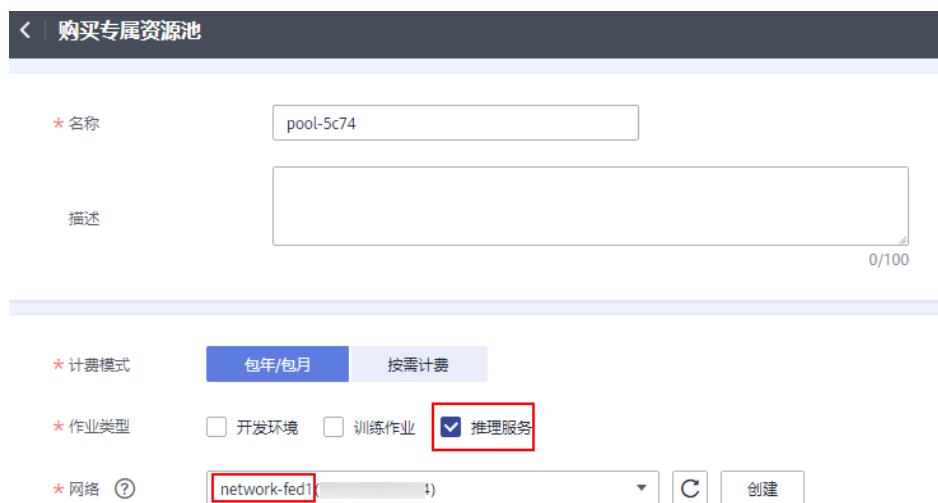 购买专属资源池
* 名称 pool-5c74
描述
0/100
* 计费模式 包年/包月 按需计费
* 作业类型 开发环境 训练作业 推理服务
* 网络 ? network-fed1( 4) 创建